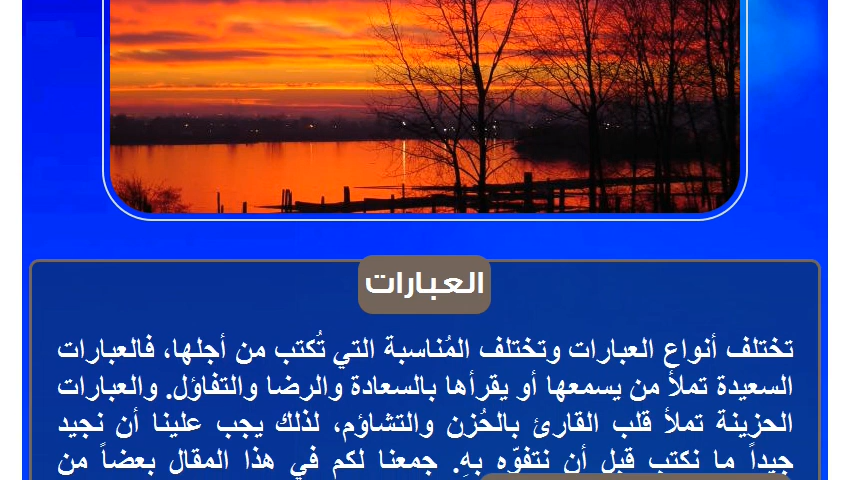 العبارات
تختلف أنواع العبارات وتختلف المُناسبة التي تُكتب من أجلها، فالعبارات
السعيدة تملأ من يسمعها أو يقرأها بالسعادة والرضا والتفاؤل. والعبارات
الحزينة تملأ قلب القارئ بالحُزن والتشاؤم، لذلك يجب علينا أن نجيد
جيداً ما نكتب قبل أن نتفوّه بهِ. جمعنا لكم في هذا المقال بعضاً من